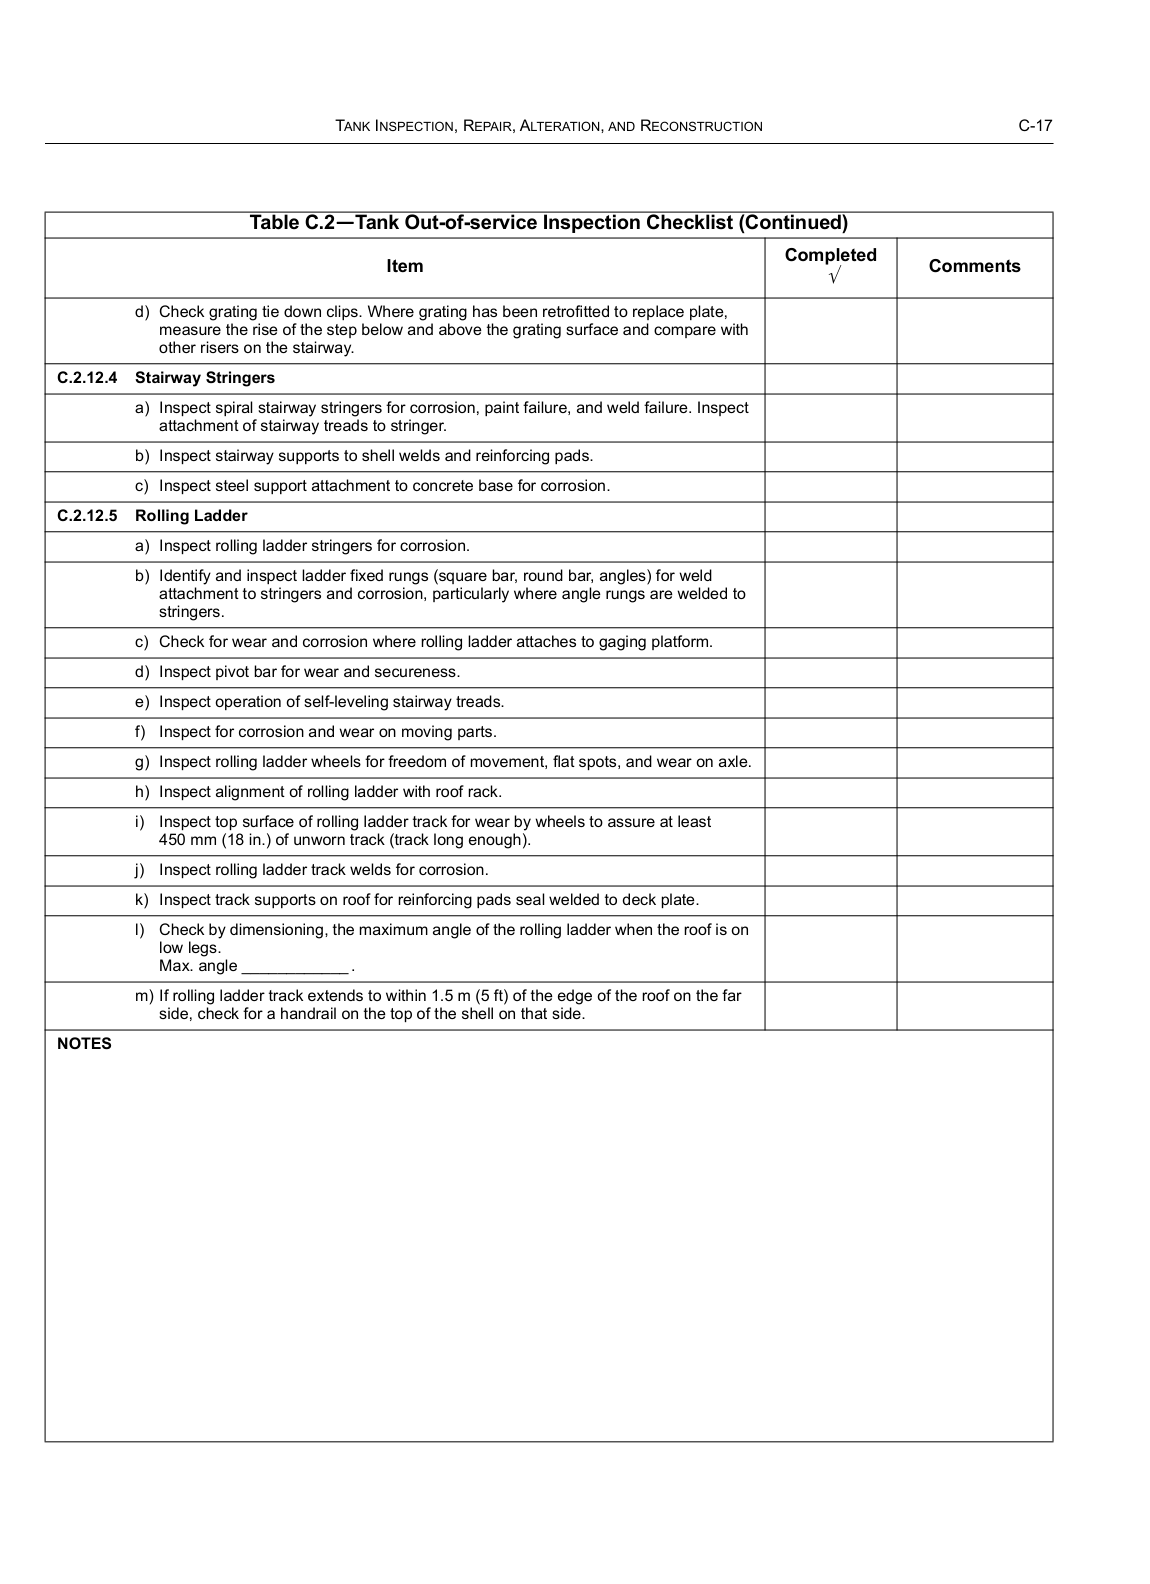 TANK INSPECTION, REPAIR, ALTERATION, AND RECONSTRUCTION C-17
Table C.2—Tank Out-of-service Inspection Checklist (Continued)
Item
Completed
√
Comments
d) Check grating tie down clips. Where grating has been retrofitted to replace plate,
measure the rise of the step below and above the grating surface and compare with
other risers on the stairway.
C.2.12.4 Stairway Stringers
a) Inspect spiral stairway stringers for corrosion, paint failure, and weld failure. Inspect
attachment of stairway treads to stringer.
b) Inspect stairway supports to shell welds and reinforcing pads.
c) Inspect steel support attachment to concrete base for corrosion.
C.2.12.5 Rolling Ladder
a) Inspect rolling ladder stringers for corrosion.
b) Identify and inspect ladder fixed rungs (square bar, round bar, angles) for weld
attachment to stringers and corrosion, particularly where angle rungs are welded to
stringers.
c) Check for wear and corrosion where rolling ladder attaches to gaging platform.
d) Inspect pivot bar for wear and secureness.
e) Inspect operation of self-leveling stairway treads.
f) Inspect for corrosion and wear on moving parts.
g) Inspect rolling ladder wheels for freedom of movement, flat spots, and wear on axle.
h) Inspect alignment of rolling ladder with roof rack.
i) Inspect top surface of rolling ladder track for wear by wheels to assure at least
450 mm (18 in.) of unworn track (track long enough).
j) Inspect rolling ladder track welds for corrosion.
k) Inspect track supports on roof for reinforcing pads seal welded to deck plate.
l) Check by dimensioning, the maximum angle of the rolling ladder when the roof is on
low legs.
Max. angle _____________ .
m) If rolling ladder track extends to within 1.5 m (5 ft) of the edge of the roof on the far
side, check for a handrail on the top of the shell on that side.
NOTES